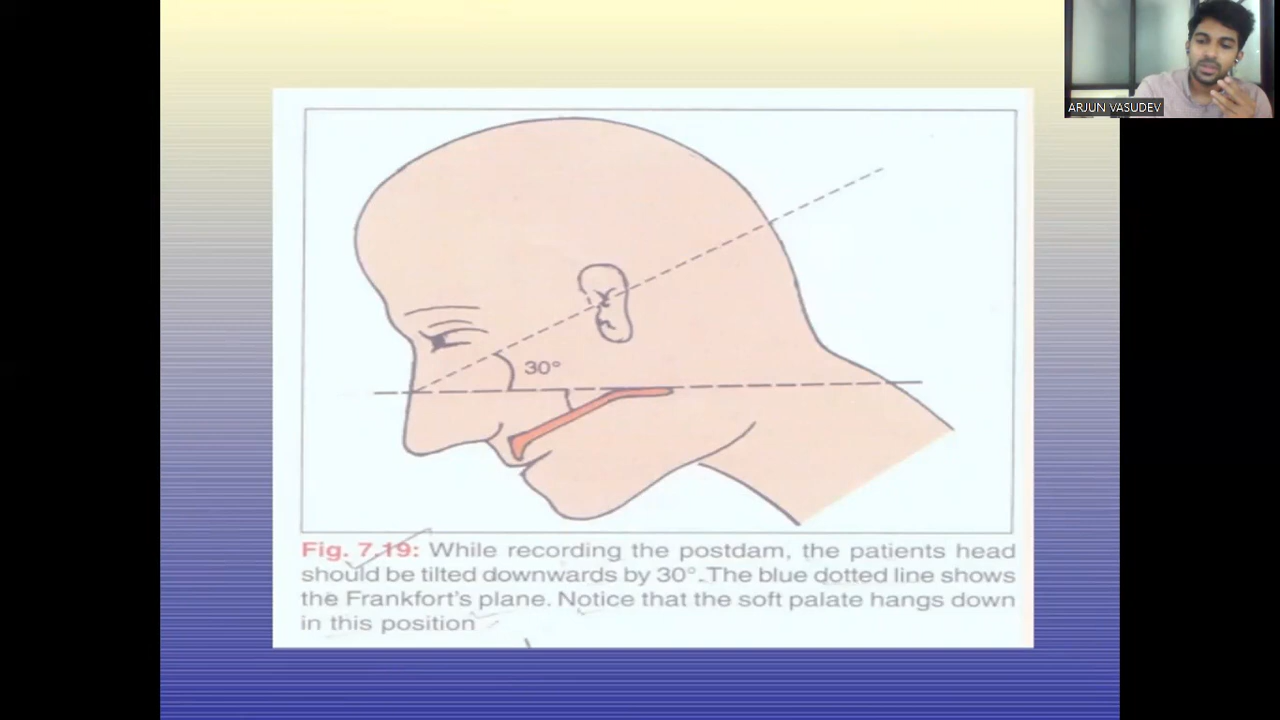 ARJUN VASUDEV
30°
Fig. 7.19: While recording the postdam, the patients head
should be tilted downwards by 30°. The blue dotted line shows
the Frankfort's plane. Notice that the soft palate hangs down
in this position